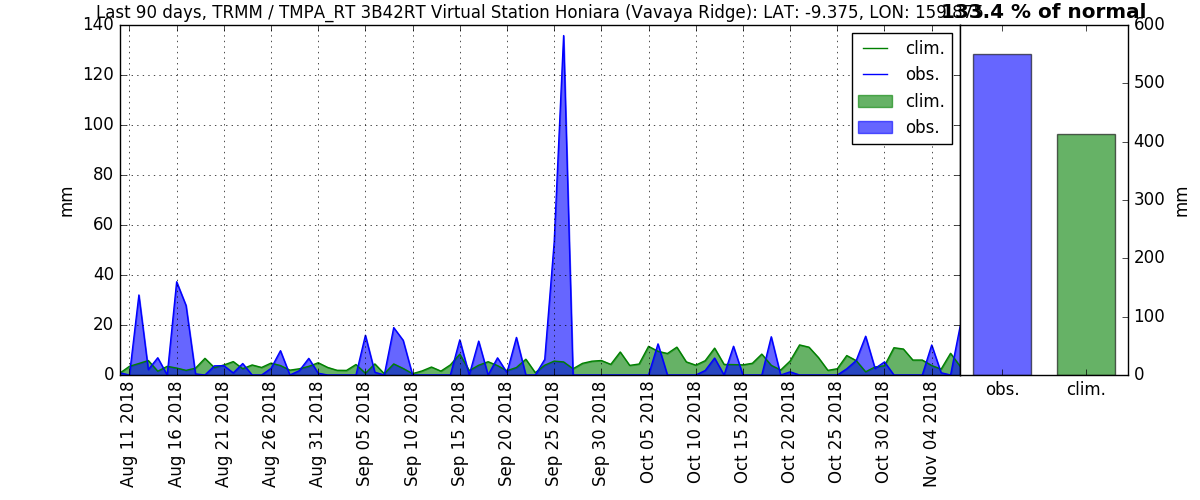 Last 90 days, TRMM / TMPA_RT 3B42RT Virtual Station Honiara (Vavaya Ridge): LAT: -9.375, LON:
133.4 % of normal
140
120
100
80
60
40
20
0
mm
clim.
obs.
clim.
obs.
600
500
400
300
200
100
0
mm
obs.
clim.
Aug 11 2018
Aug 16 2018
Aug 21 2018
Aug 26 2018
Aug 31 2018
Sep 05 2018
Sep 10 2018
Sep 15 2018
Sep 20 2018
Sep 25 2018
Sep 30 2018
Oct 05 2018
Oct 10 2018
Oct 15 2018
Oct 20 2018
Oct 25 2018
Oct 30 2018
Nov 04 2018